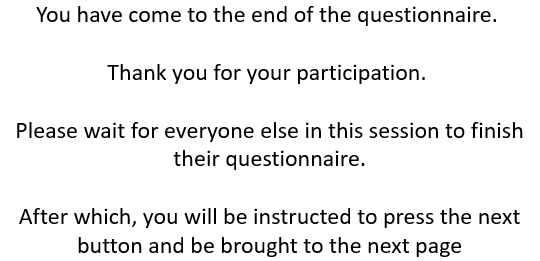 You have come to the end of the questionnaire.
Thank you for your participation.
Please wait for everyone else in this session to finish
their questionnaire.
After which, you will be instructed to press the next
button and be brought to the next page